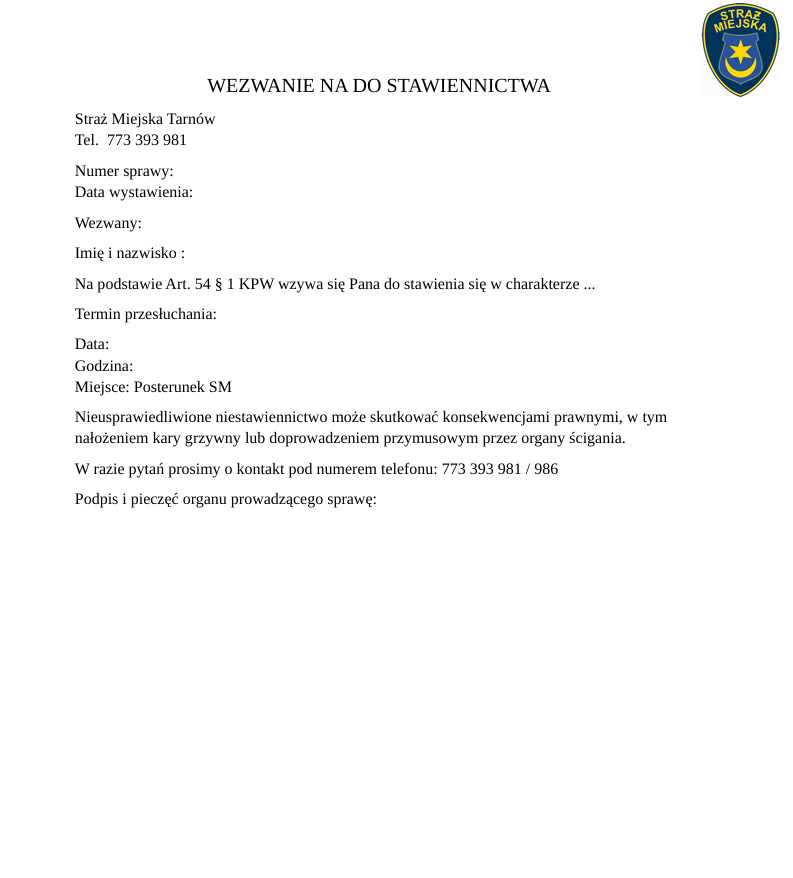 STRAŻ
MIEJSKA
WEZWANIE NA DO STAWIENNICTWA
Straż Miejska Tarnów
Tel.  773 393 981
Numer sprawy:
Data wystawienia:
Wezwany:
Imię i nazwisko :
Na podstawie Art. 54 § 1 KPW wzywa się Pana do stawienia się w charakterze ...
Termin przesłuchania:
Data:
Godzina:
Miejsce: Posterunek SM
Nieusprawiedliwione niestawiennictwo może skutkować konsekwencjami prawnymi, w tym
nałożeniem kary grzywny lub doprowadzeniem przymusowym przez organy ścigania.
W razie pytań prosimy o kontakt pod numerem telefonu: 773 393 981 / 986
Podpis i pieczęć organu prowadzącego sprawę: